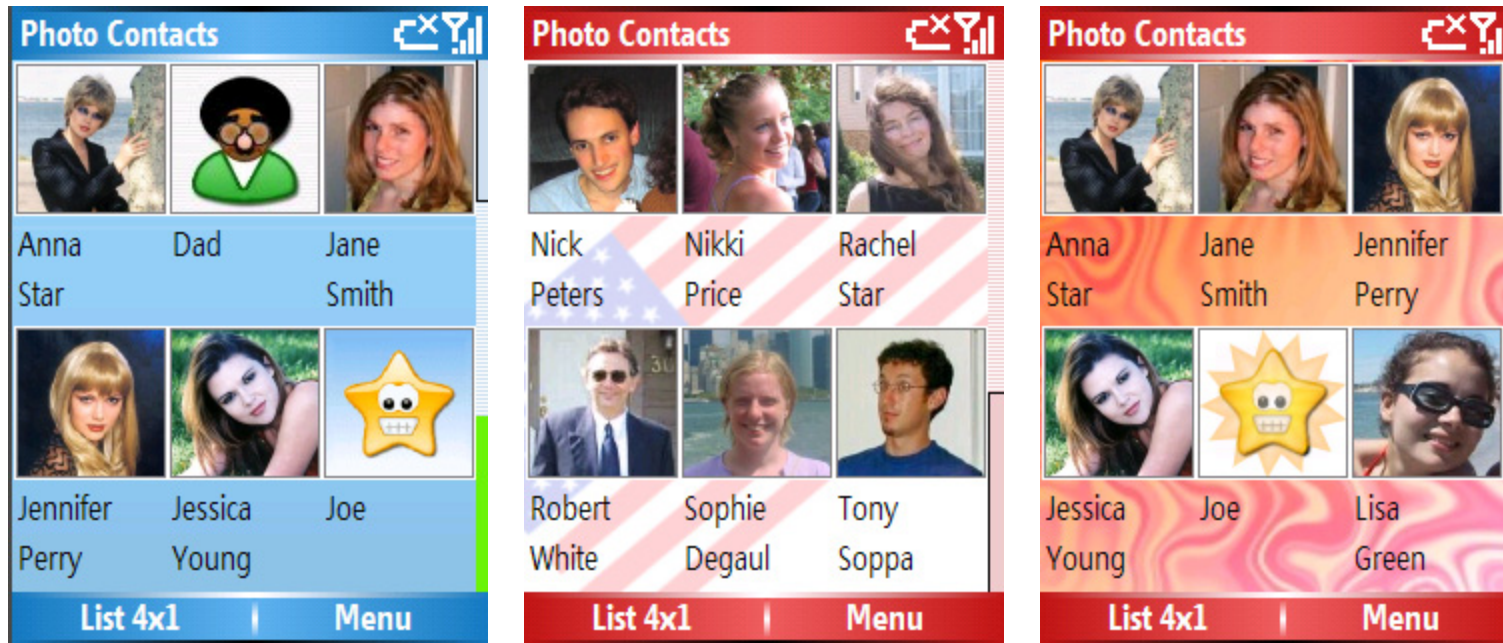 Photo Contacts
Anna Dad Jane
Star Smith
Jennifer Jessica Joe
Perry Young
List 4x1 Menu
Photo Contacts
Nick Nikki Rachel
Peters Price Star
Robert Sophie Tony
White Degaul Soppa
List 4x1 Menu
Photo Contacts
Anna Jane Jennifer
Star Smith Perry
Jessica Joe Lisa
Young Green
List 4x1 Menu